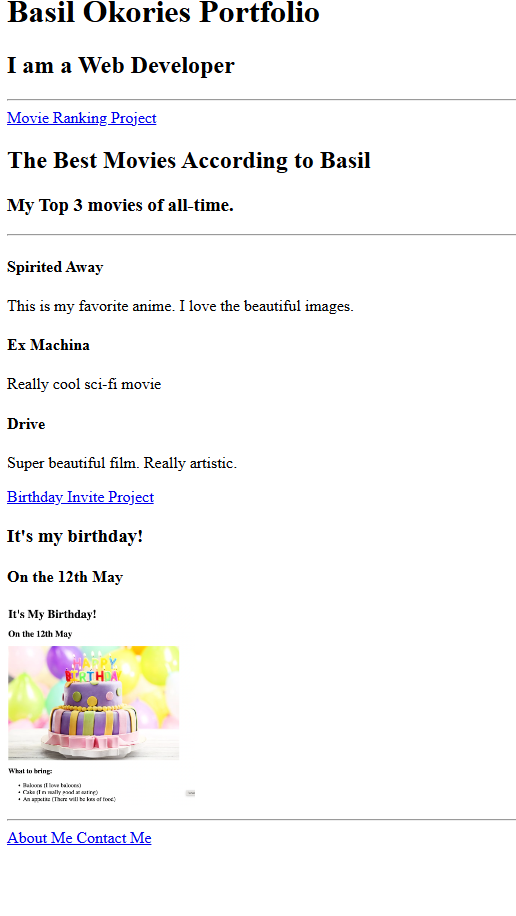 Basil Okories Portfolio
I am a Web Developer
Movie Ranking Project
The Best Movies According to Basil
My Top 3 movies of all-time.
Spirited Away
This is my favorite anime. I love the beautiful images.
Ex Machina
Really cool sci-fi movie
Drive
Super beautiful film. Really artistic.
Birthday Invite Project
It's my birthday!
On the 12th May
It's My Birthday!
On the 12th May
HAPPY
BIRTHDAY
What to bring:
• Baloons (I love baloons)
• Cake (I'm really good at eating)
• An appetite (There will be lots of food)
About Me Contact Me